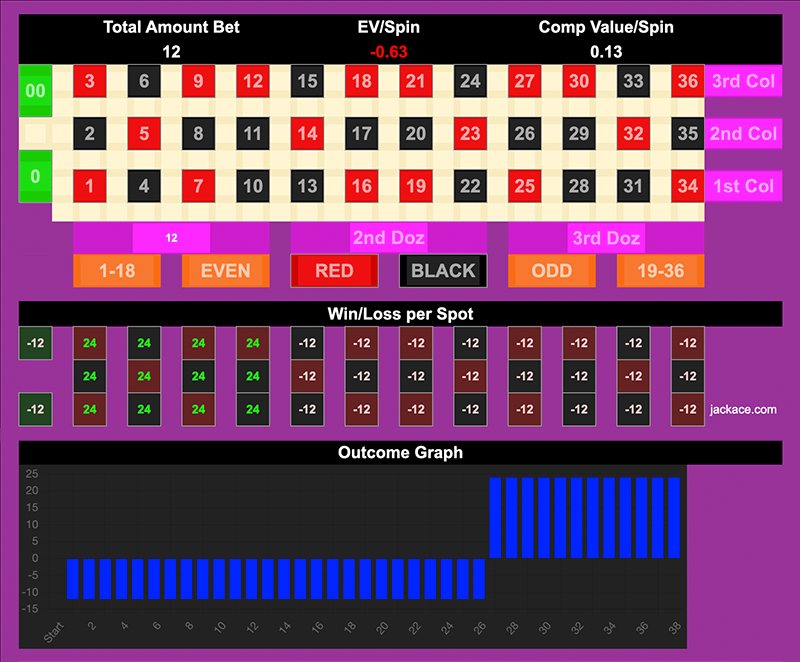 Total Amount Bet EV/Spin Comp Value/Spin
12 -0.63 0.13
00 3 6 9 12 15 18 21 24 27 30 33 36 3rd Col
2 5 8 11 14 17 20 23 26 29 32 35 2nd Col
0 1 4 7 10 13 16 19 22 25 28 31 34 1st Col
12 2nd Doz 3rd Doz
1-18 EVEN RED BLACK ODD 19-36
Win/Loss per Spot
-12 24 24 24 24 -12 -12 -12 -12 -12 -12 -12 -12
24 24 24 24 -12 -12 -12 -12 -12 -12 -12 -12
-12 24 24 24 24 -12 -12 -12 -12 -12 -12 -12 -12 jackace.com
Outcome Graph
25
20
15
10
5
0
-5
-10
-15
Start 2 4 6 8 10 12 14 16 18 20 22 24 26 28 30 32 34 36 38